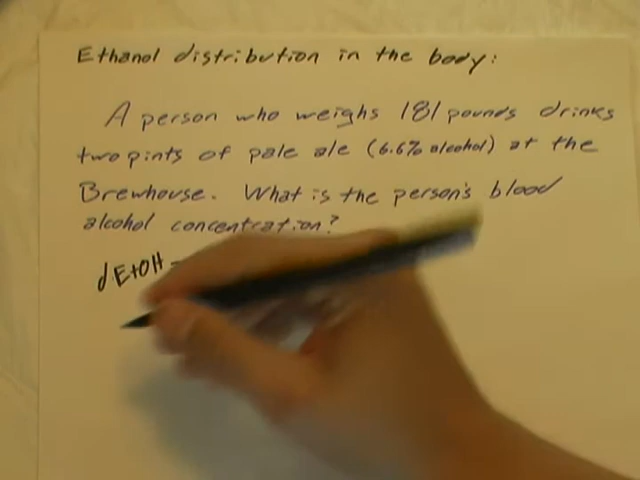 Ethanol distribution in the body:
A person who weighs 181 pounds drinks
two pints of pale ale (6.6% alcohol) at the
Brewhouse. What is the person's blood
alcohol concentration?
dEtOH =